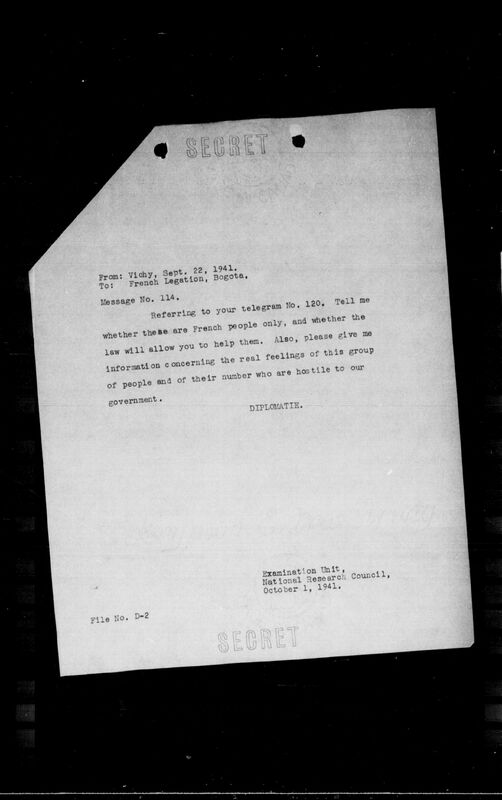 SECRET
From: Vichy, Sept. 22, 1941.
To: French Legation, Bogota.
Message No. 114.
Referring to your telegram No. 120. Tell me
whether these are French people only, and whether the
law will allow you to help them. Also, please give me
information concerning the real feelings of this group
of people and of their number who are hostile to our
government.
DIPLOMATIE.
Examination Unit,
National Research Council,
October 1, 1941.
File No. D-2
SECRET